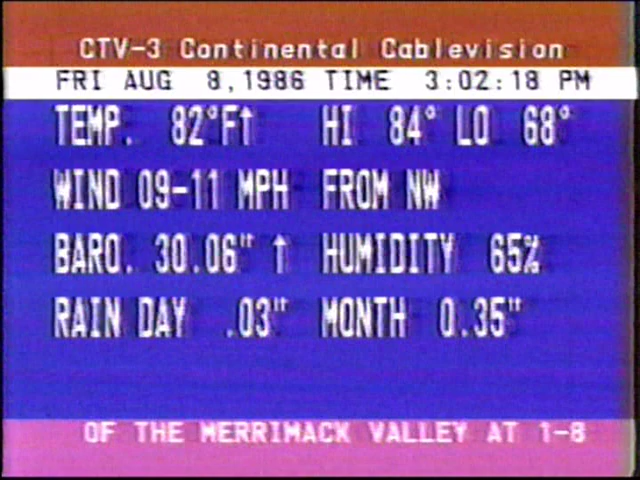 CTV-3 Continental Cablevision
FRI AUG 8,1986 TIME 3:02:18 PM
TEMP. 82°F↑ HI 84° LO 68°
WIND 09-11 MPH FROM NW
BARO. 30.06" ↑ HUMIDITY 65%
RAIN DAY .03" MONTH 0.35"
OF THE MERRIMACK VALLEY AT 1-8